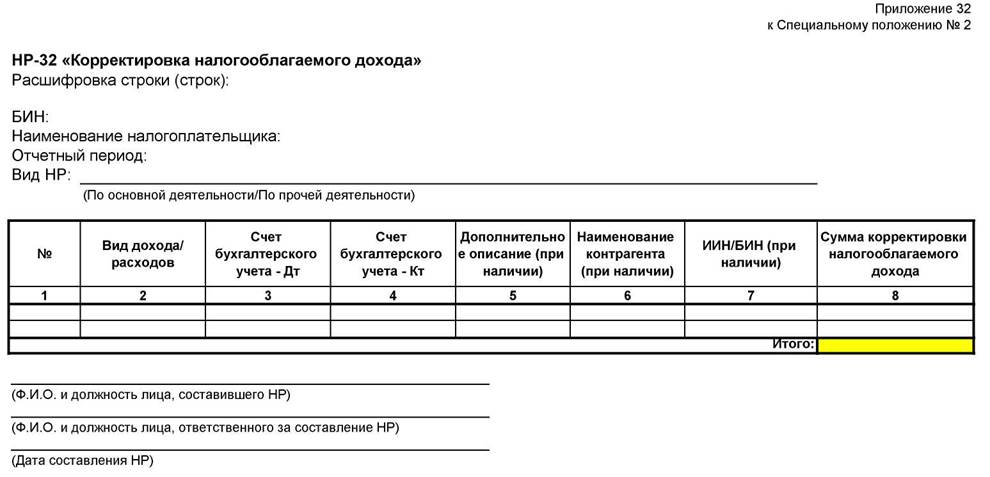 Приложение 32
к Специальному положению № 2
НР-32 «Корректировка налогооблагаемого дохода»
Расшифровка строки (строк):
БИН:
Наименование налогоплательщика:
Отчетный период:
Вид НР:
(По основной деятельности/По прочей деятельности)
№ Вид дохода/ расходов Счет бухгалтерского учета - Дт Счет бухгалтерского учета - Кт Дополнительно е описание (при наличии) Наименование контрагента (при наличии) ИИН/БИН (при наличии) Сумма корректировки налогооблагаемого дохода
1 2 3 4 5 6 7 8
Итого:
(Ф.И.О. и должность лица, составившего НР)
(Ф.И.О. и должность лица, ответственного за составление НР)
(Дата составления НР)